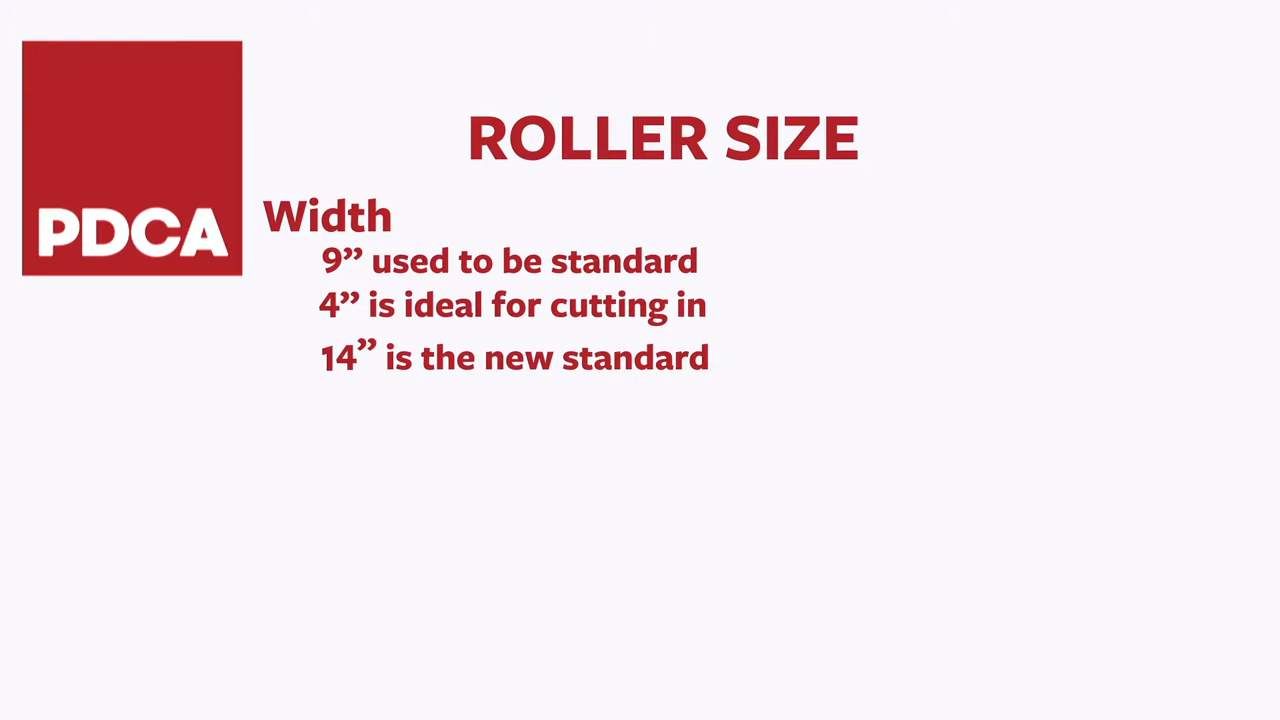 PDCA
ROLLER SIZE
Width
9” used to be standard
4” is ideal for cutting in
14” is the new standard